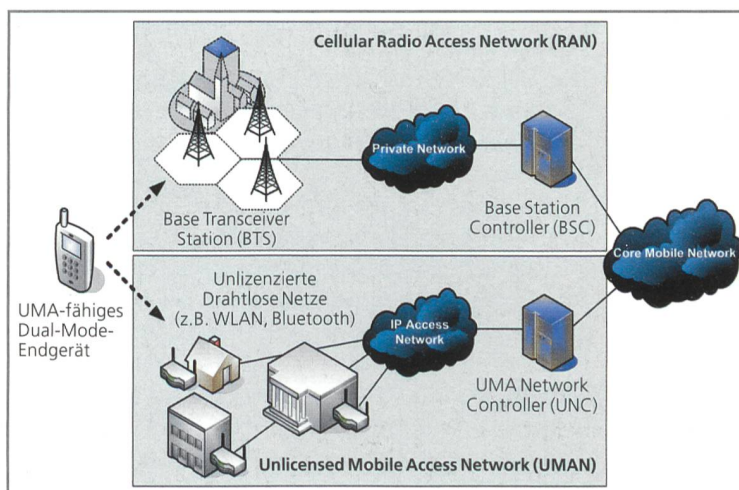 Cellular Radio Access Network (RAN)
Private Network
Base Transceiver
Station (BTS)
Base Station
Controller (BSC)
Core Mobile Network
UMA-fähiges
Dual-Mode-
Endgerät
Unlizenzierte
Drahtlose Netze
(z.B. WLAN, Bluetooth)
IP Access
Network
UMA Network
Controller (UNC)
Unlicensed Mobile Access Network (UMAN)